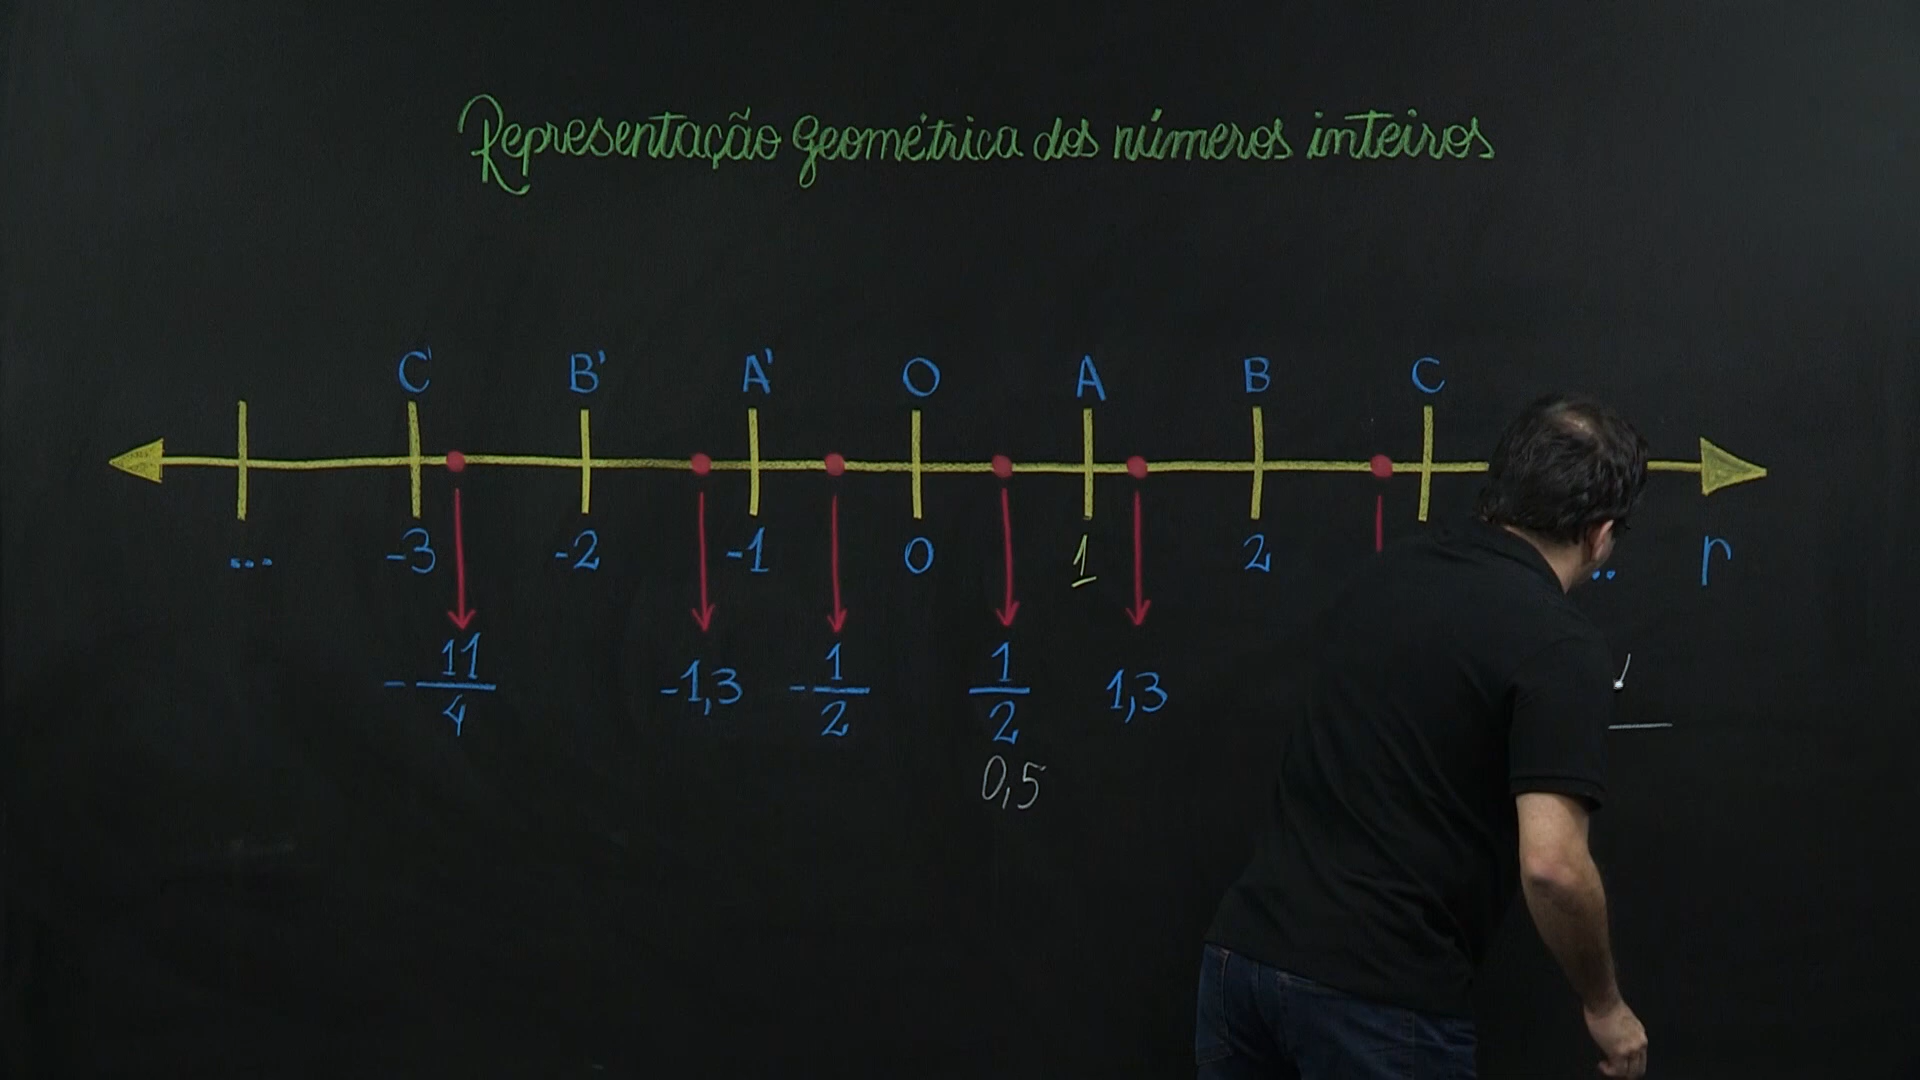 Representação geométrica dos números inteiros
C' B' A' O A B C
... -3 -2 -1 0 1 2 .. r
-11/4 -1,3 -1/2 1/2 1,3
0,5